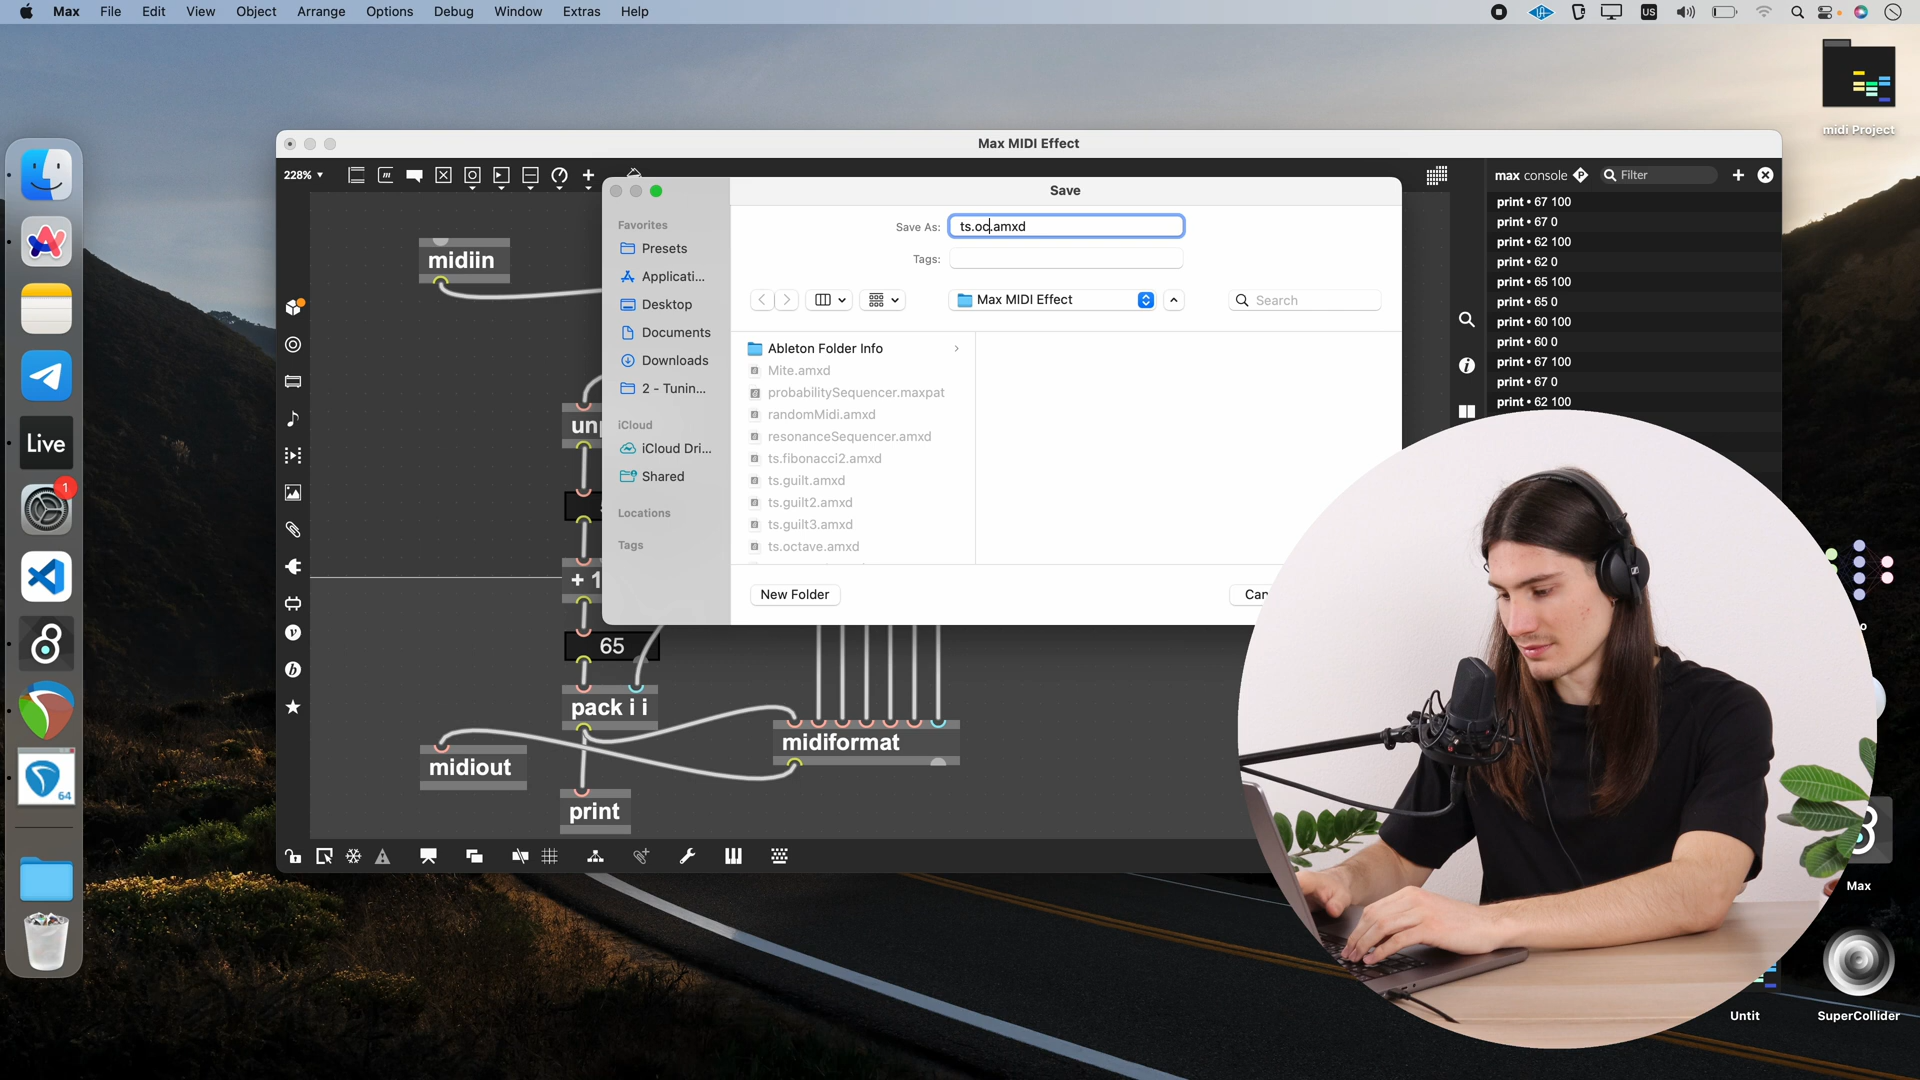 Max File Edit View Object Arrange Options Debug Window Extras Help
US
midi Project
Max MIDI Effect
228%
m
max console
Filter
Save
Save As: ts.oc.amxd
Tags:
Max MIDI Effect
Search
Favorites
Presets
Applicati...
Desktop
Documents
Downloads
2 - Tunin...
iCloud
iCloud Dri...
Shared
Locations
Tags
Ableton Folder Info
Mite.amxd
probabilitySequencer.maxpat
randomMidi.amxd
resonanceSequencer.amxd
ts.fibonacci2.amxd
ts.guilt.amxd
ts.guilt2.amxd
ts.guilt3.amxd
ts.octave.amxd
New Folder
Can
print • 67 100
print • 67 0
print • 62 100
print • 62 0
print • 65 100
print • 65 0
print • 60 100
print • 60 0
print • 67 100
print • 67 0
print • 62 100
midiin
unp
+ 1
65
pack i i
midiformat
midiout
print
Live
1
64
Max
Untit
SuperCollider